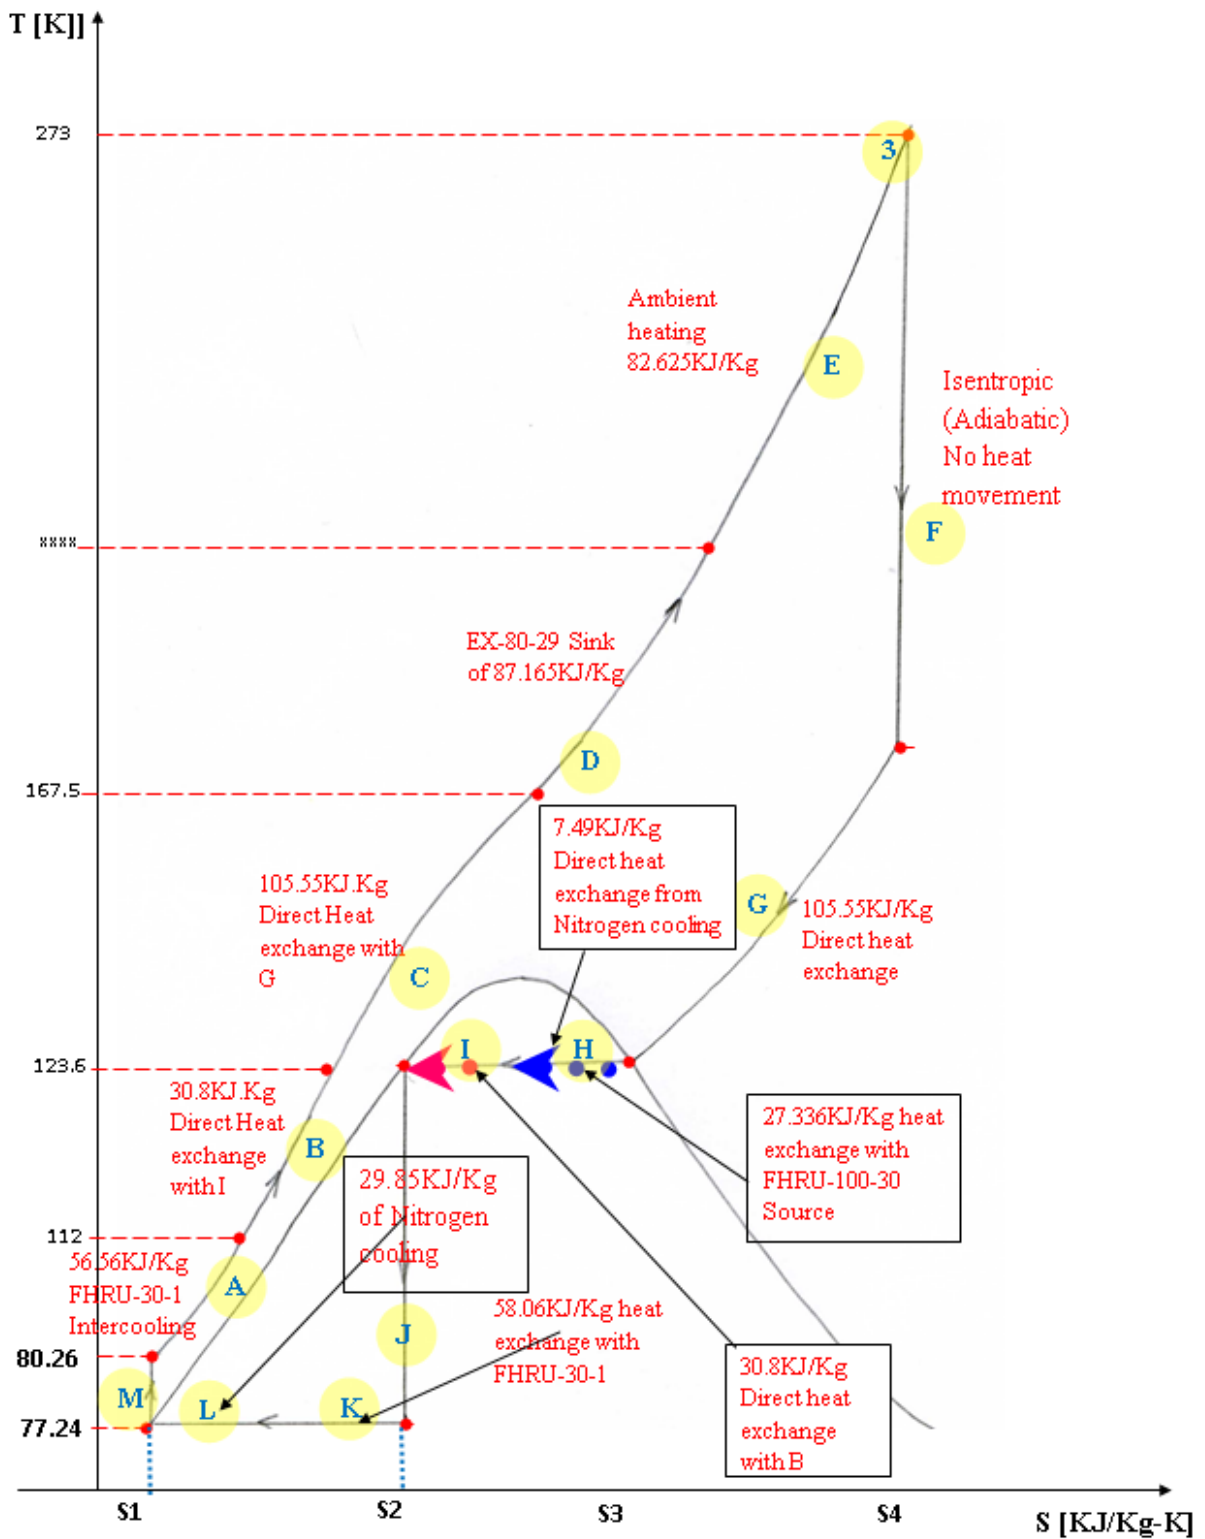 T [K]]
273
3
Ambient
heating
82.625KJ/Kg
E
Isentropic
(Adiabatic)
No heat
movement
F
8888
EX-80-29 Sink
of 87.165KJ/Kg
D
167.5
7.49KJ/Kg
Direct heat
exchange from
Nitrogen cooling
G
105.55KJ/Kg
Direct heat
exchange
105.55KJ.Kg
Direct Heat
exchange with
G
C
I
H
123.6
30.8KJ.Kg
Direct Heat
exchange
with I
B
27.336KJ/Kg heat
exchange with
FHRU-100-30
Source
29.85KJ/Kg
of Nitrogen
cooling
112
56.56KJ/Kg
FHRU-30-1
Intercooling
A
58.06KJ/Kg heat
exchange with
FHRU-30-1
J
80.26
30.8KJ/Kg
Direct heat
exchange
with B
M
L
K
77.24
S1
S2
S3
S4
S [KJ/Kg-K]